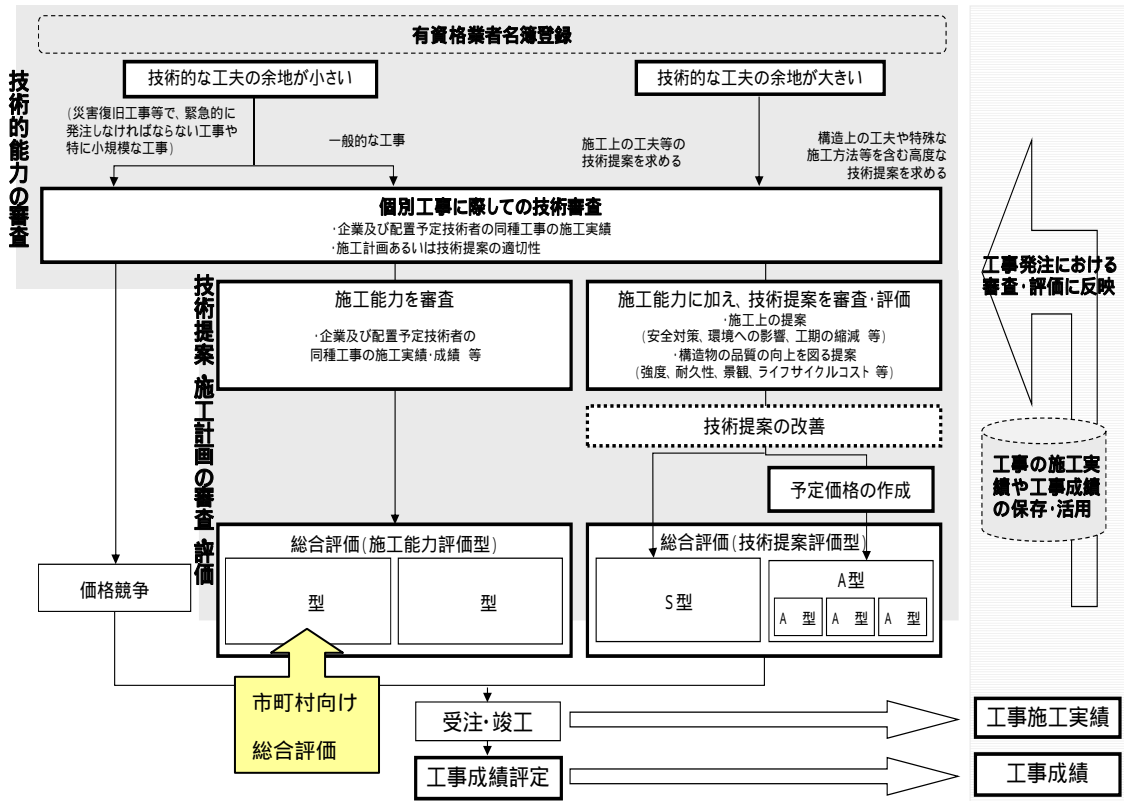 有資格業者名簿登録
技術的能力の審査
技術的な工夫の余地が小さい
技術的な工夫の余地が大きい
(災害復旧工事等で、緊急的に
発注しなければならない工事や
特に小規模な工事)
一般的な工事
施工上の工夫等の
技術提案を求める
構造上の工夫や特殊な
施工方法等を含む高度な
技術提案を求める
個別工事に際しての技術審査
・企業及び配置予定技術者の同種工事の施工実績
・施工計画あるいは技術提案の適切性
技術提案・施工計画の審査・評価
施工能力を審査
・企業及び配置予定技術者の
同種工事の施工実績・成績 等
施工能力に加え、技術提案を審査・評価
・施工上の提案
(安全対策、環境への影響、工期の縮減 等)
・構造物の品質の向上を図る提案
(強度、耐久性、景観、ライフサイクルコスト 等)
技術提案の改善
予定価格の作成
価格競争
総合評価(施工能力評価型)
型
型
総合評価(技術提案評価型)
S型
A型
A 型
A 型
A 型
市町村向け
総合評価
受注・竣工
工事成績評定
工事発注における
審査・評価に反映
工事の施工実
績や工事成績
の保存・活用
工事施工実績
工事成績